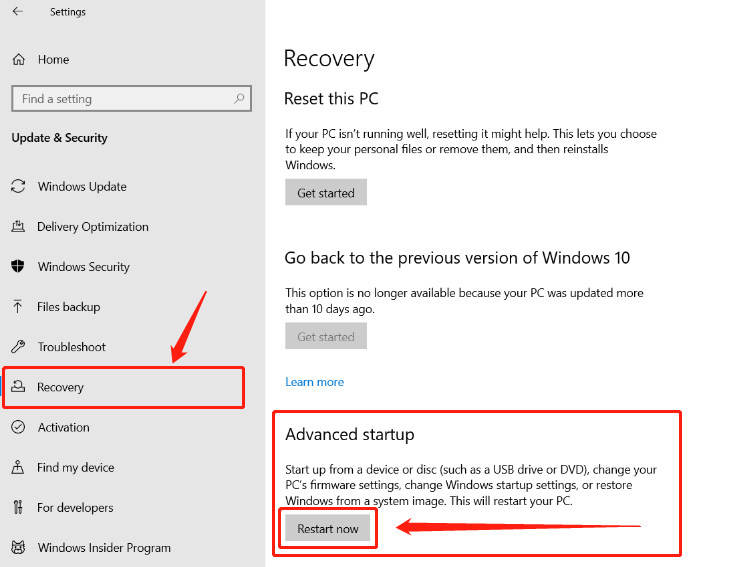 Settings
Home
Find a setting
Update & Security
Windows Update
Delivery Optimization
Windows Security
Files backup
Troubleshoot
Recovery
Activation
Find my device
For developers
Windows Insider Program
Recovery
Reset this PC
If your PC isn't running well, resetting it might help. This lets you choose
to keep your personal files or remove them, and then reinstalls
Windows.
Get started
Go back to the previous version of Windows 10
This option is no longer available because your PC was updated more
than 10 days ago.
Get started
Learn more
Advanced startup
Start up from a device or disc (such as a USB drive or DVD), change your
PC's firmware settings, change Windows startup settings, or restore
Windows from a system image. This will restart your PC.
Restart now